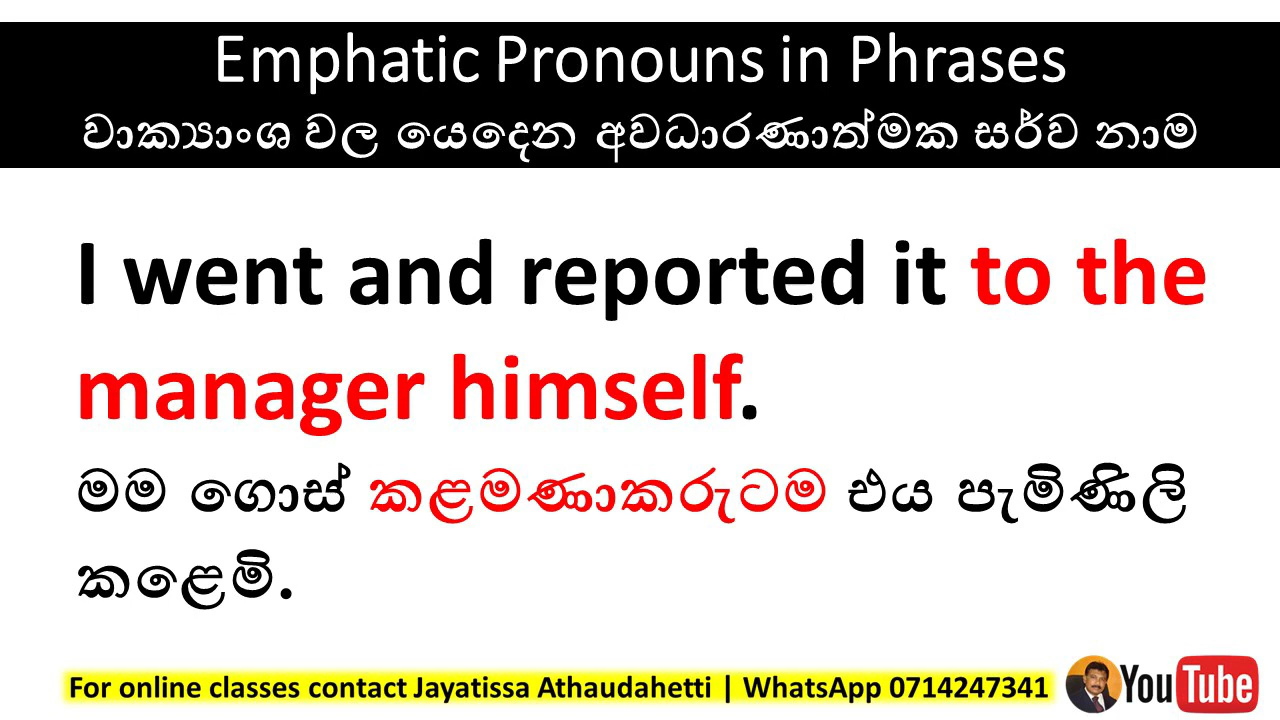 Emphatic Pronouns in Phrases
වාක්‍යාංශ වල යෙදෙන අවධාරණාත්මක සර්ව නාම
I went and reported it to the
manager himself.
මම ගොස් කළමණාකරුටම එය පැමිණිලි
කළෙමි.
For online classes contact Jayatissa Athaudahetti | WhatsApp 0714247341
YouTube